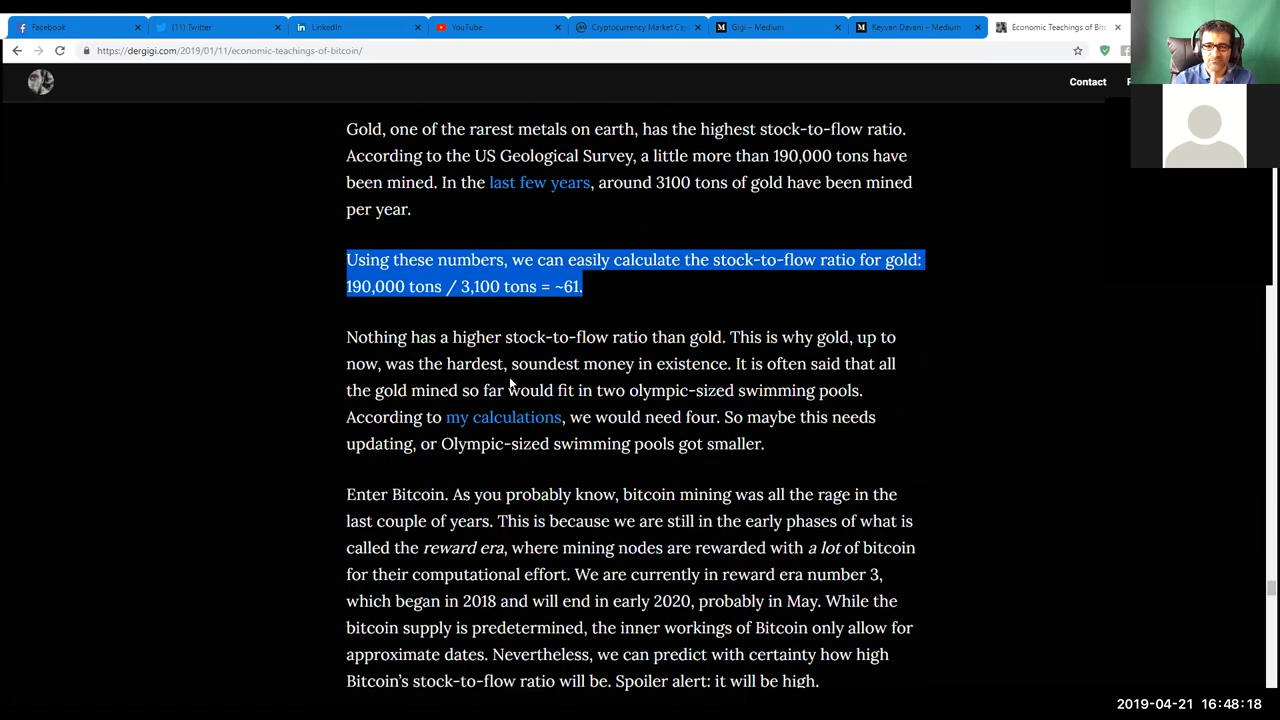 Facebook
(11) Twitter
LinkedIn
YouTube
Cryptocurrency Market Ca
Gigi – Medium
Keyvan Davani – Medium
Economic Teachings of Bitc
https://dergigi.com/2019/01/11/economic-teachings-of-bitcoin/
Contact
Gold, one of the rarest metals on earth, has the highest stock-to-flow ratio.
According to the US Geological Survey, a little more than 190,000 tons have
been mined. In the last few years, around 3100 tons of gold have been mined
per year.
Using these numbers, we can easily calculate the stock-to-flow ratio for gold:
190,000 tons / 3,100 tons = ~61.
Nothing has a higher stock-to-flow ratio than gold. This is why gold, up to
now, was the hardest, soundest money in existence. It is often said that all
the gold mined so far would fit in two olympic-sized swimming pools.
According to my calculations, we would need four. So maybe this needs
updating, or Olympic-sized swimming pools got smaller.
Enter Bitcoin. As you probably know, bitcoin mining was all the rage in the
last couple of years. This is because we are still in the early phases of what is
called the reward era, where mining nodes are rewarded with a lot of bitcoin
for their computational effort. We are currently in reward era number 3,
which began in 2018 and will end in early 2020, probably in May. While the
bitcoin supply is predetermined, the inner workings of Bitcoin only allow for
approximate dates. Nevertheless, we can predict with certainty how high
Bitcoin's stock-to-flow ratio will be. Spoiler alert: it will be high.
2019-04-21 16:48:18